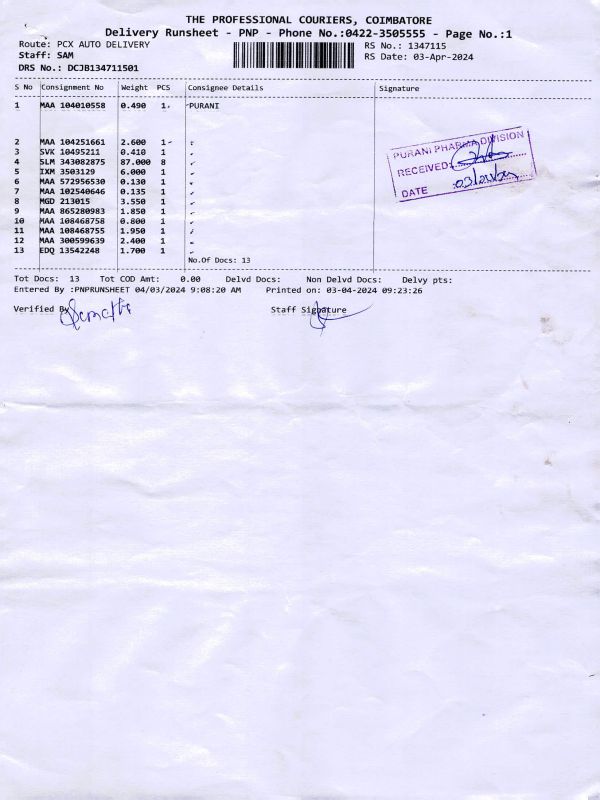 THE PROFESSIONAL COURIERS, COIMBATORE
Delivery Runsheet - PNP - Phone No.:0422-3505555 - Page No.:1
Route: PCX AUTO DELIVERY RS No.: 1347115
Staff: SAM RS Date: 03-Apr-2024
DRS No.: DCJB134711501
S No Consignment No Weight PCS Consignee Details Signature
1 MAA 104010558 0.490 1 PURANI
2 MAA 104251661 2.600 1
3 SVK 10495211 0.410 1
4 SLM 343082875 87.000 8
5 IXM 3503129 6.000 1
6 MAA 572956530 0.130 1
7 MAA 102540646 0.135 1
8 MGD 213015 3.550 1
9 MAA 865280983 1.850 1
10 MAA 108468758 0.800 1
11 MAA 108468755 1.950 1
12 MAA 300599639 2.400 1
13 EDQ 13542248 1.700 1
No.Of Docs: 13
PURANI PHARMA DIVISION
RECEIVED
DATE
Tot Docs: 13 Tot COD Amt: 0.00 Delvd Docs: Non Delvd Docs: Delvy pts:
Entered By :PNPRUNSHEET 04/03/2024 9:08:20 AM Printed on: 03-04-2024 09:23:26
Verified By Staff Signature